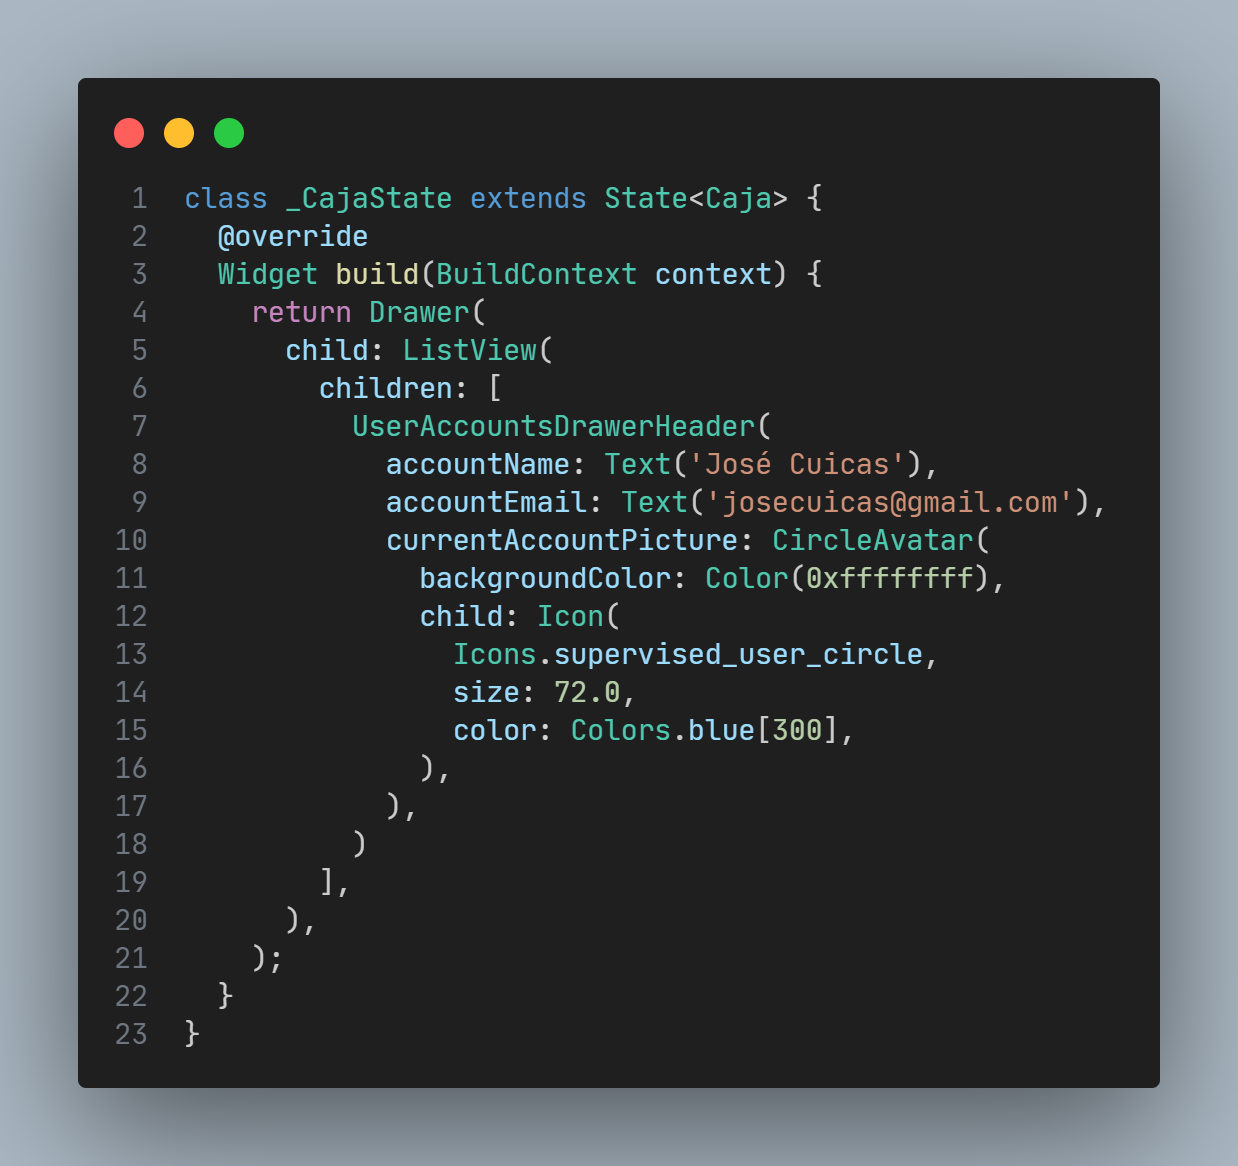 1 class _CajaState extends State<Caja> {
2   @override
3   Widget build(BuildContext context) {
4     return Drawer(
5       child: ListView(
6         children: [
7           UserAccountsDrawerHeader(
8             accountName: Text('José Cuicas'),
9             accountEmail: Text('josecuicas@gmail.com'),
10             currentAccountPicture: CircleAvatar(
11               backgroundColor: Color(0xffffffff),
12               child: Icon(
13                 Icons.supervised_user_circle,
14                 size: 72.0,
15                 color: Colors.blue[300],
16               ),
17             ),
18           )
19         ],
20       ),
21     );
22   }
23 }